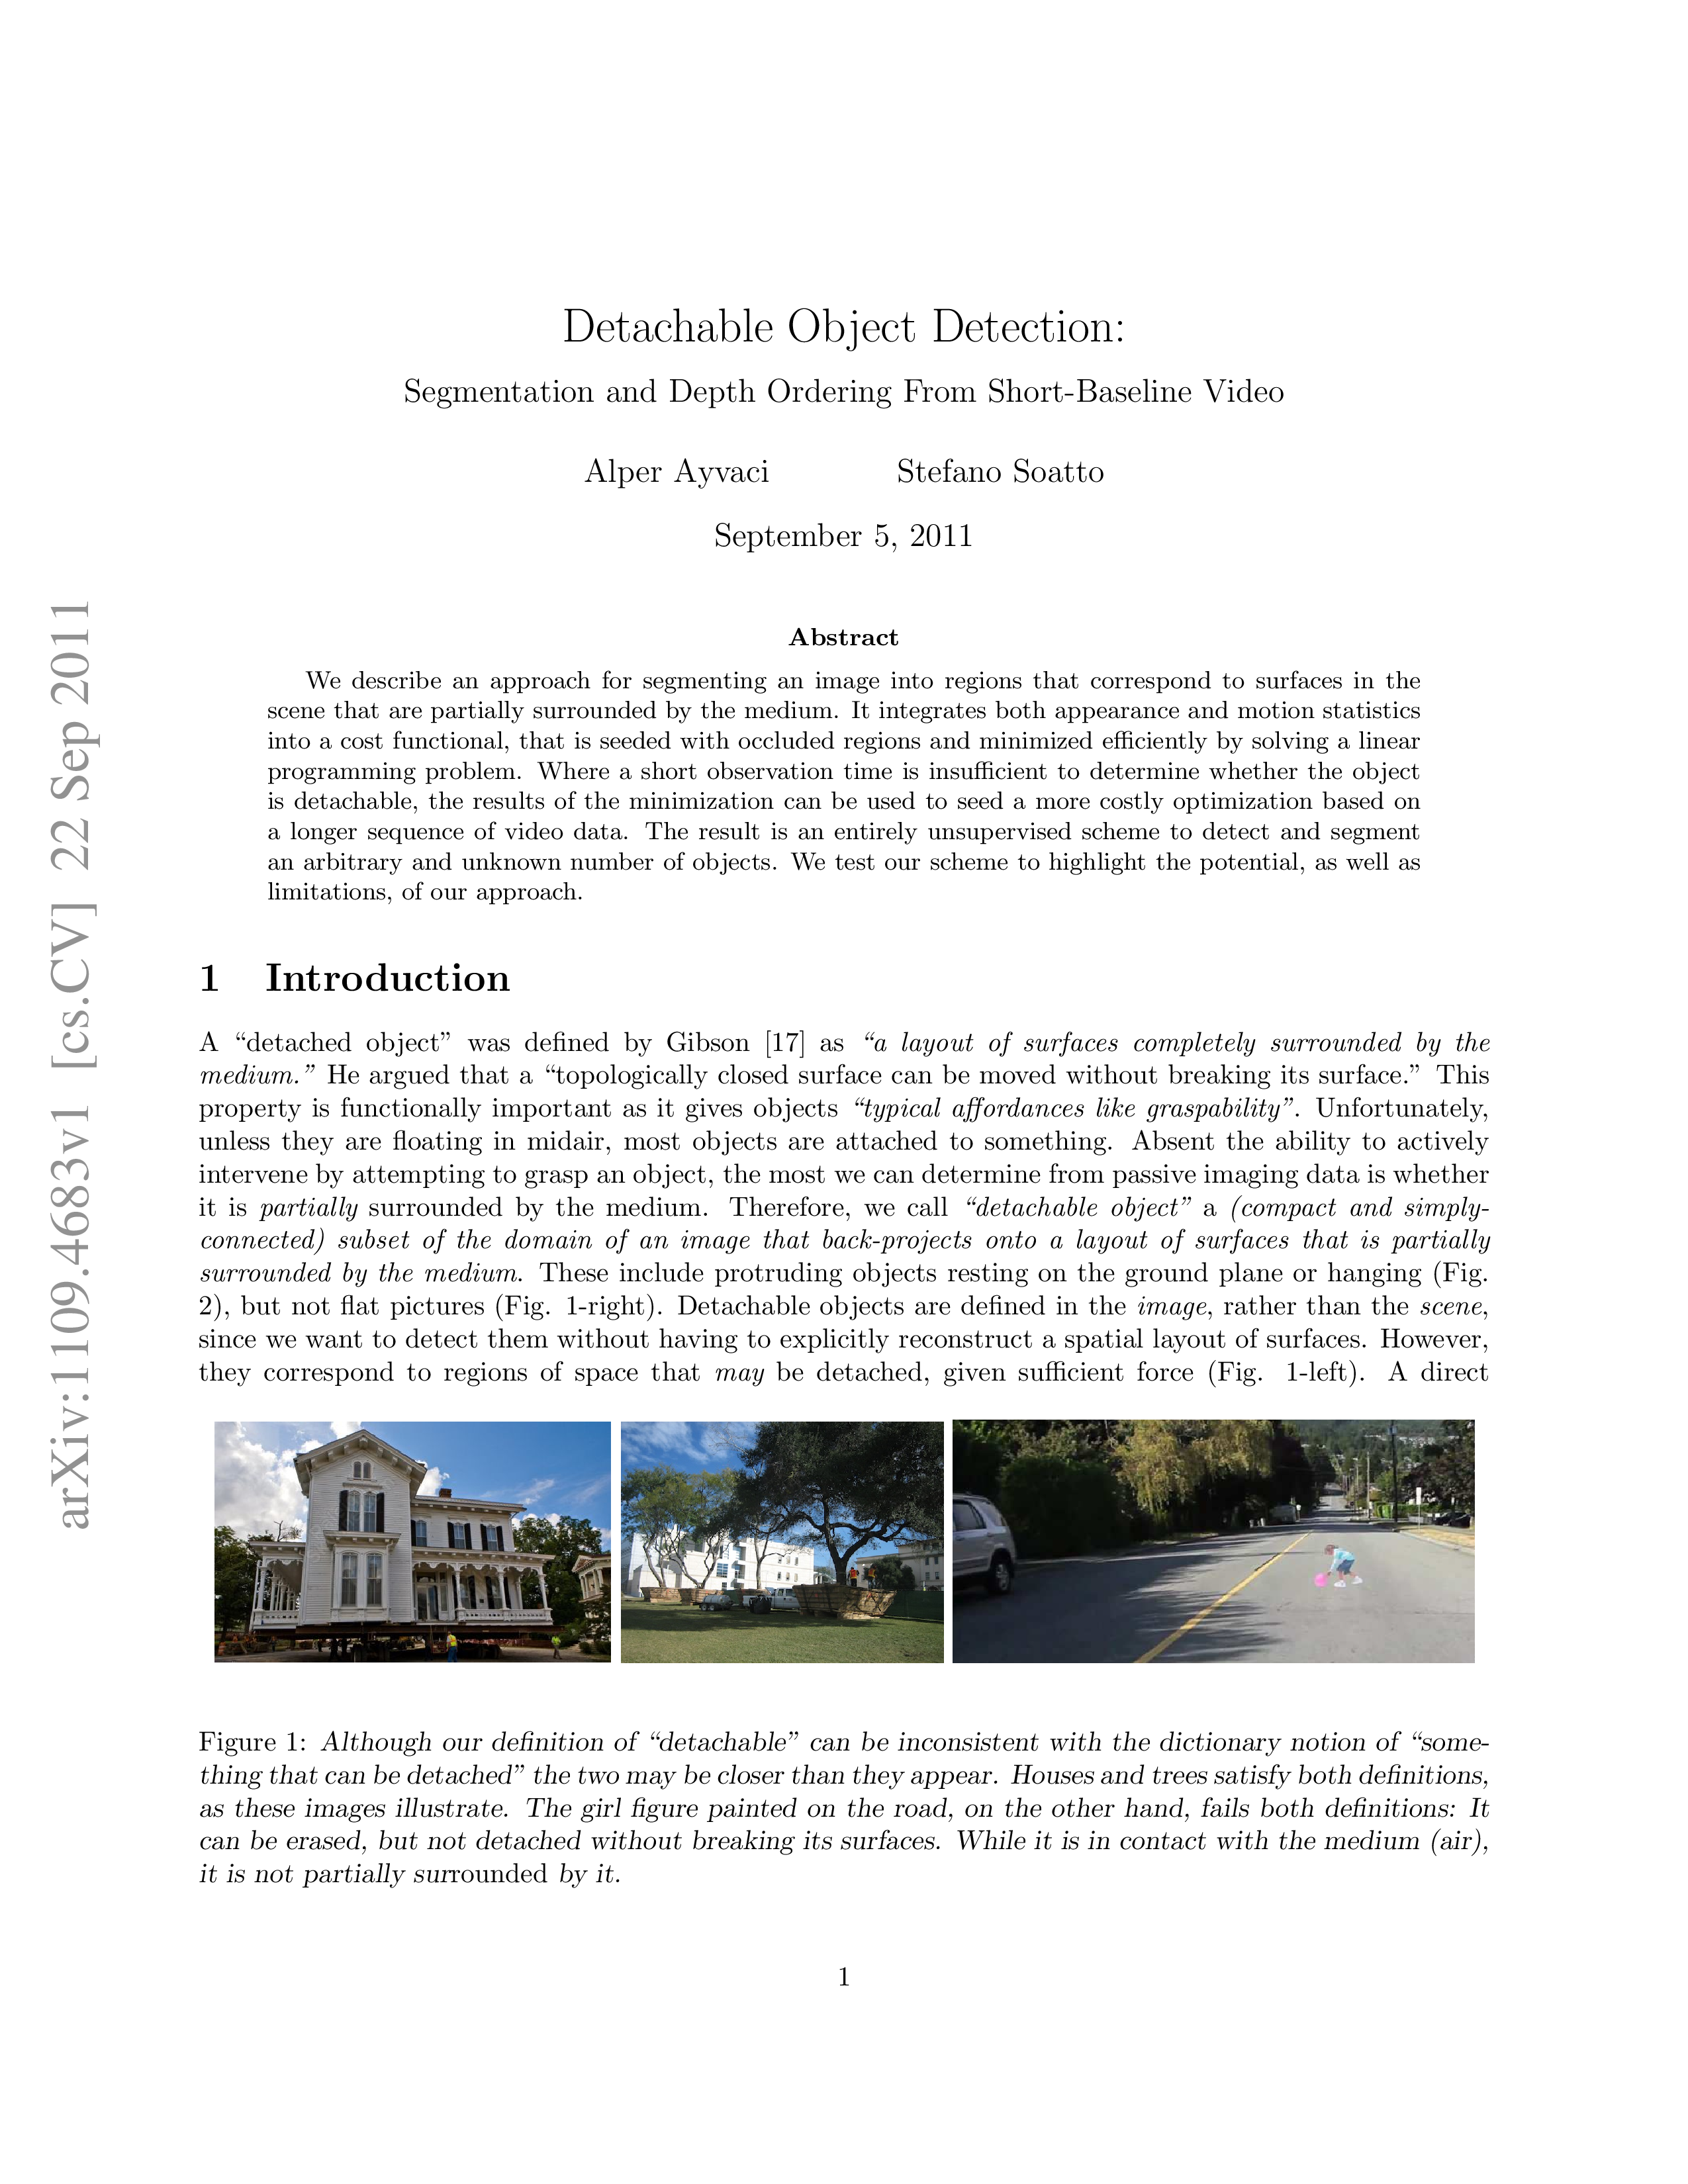 Detachable Object Detection:
Segmentation and Depth Ordering From Short-Baseline Video
Alper Ayvaci Stefano Soatto
September 5, 2011
Abstract
We describe an approach for segmenting an image into regions that correspond to surfaces in the
scene that are partially surrounded by the medium. It integrates both appearance and motion statistics
into a cost functional, that is seeded with occluded regions and minimized efficiently by solving a linear
programming problem. Where a short observation time is insufficient to determine whether the object
is detachable, the results of the minimization can be used to seed a more costly optimization based on
a longer sequence of video data. The result is an entirely unsupervised scheme to detect and segment
an arbitrary and unknown number of objects. We test our scheme to highlight the potential, as well as
limitations, of our approach.
1 Introduction
A “detached object” was defined by Gibson [17] as “a layout of surfaces completely surrounded by the
medium.” He argued that a “topologically closed surface can be moved without breaking its surface.” This
property is functionally important as it gives objects “typical affordances like graspability”. Unfortunately,
unless they are floating in midair, most objects are attached to something. Absent the ability to actively
intervene by attempting to grasp an object, the most we can determine from passive imaging data is whether
it is partially surrounded by the medium. Therefore, we call “detachable object” a (compact and simply-
connected) subset of the domain of an image that back-projects onto a layout of surfaces that is partially
surrounded by the medium. These include protruding objects resting on the ground plane or hanging (Fig.
2), but not flat pictures (Fig. 1-right). Detachable objects are defined in the image, rather than the scene,
since we want to detect them without having to explicitly reconstruct a spatial layout of surfaces. However,
they correspond to regions of space that may be detached, given sufficient force (Fig. 1-left). A direct
Figure 1: Although our definition of “detachable” can be inconsistent with the dictionary notion of “some-
thing that can be detached” the two may be closer than they appear. Houses and trees satisfy both definitions,
as these images illustrate. The girl figure painted on the road, on the other hand, fails both definitions: It
can be erased, but not detached without breaking its surfaces. While it is in contact with the medium (air),
it is not partially surrounded by it.
1
arXiv:1109.4683v1 [cs.CV] 22 Sep 2011